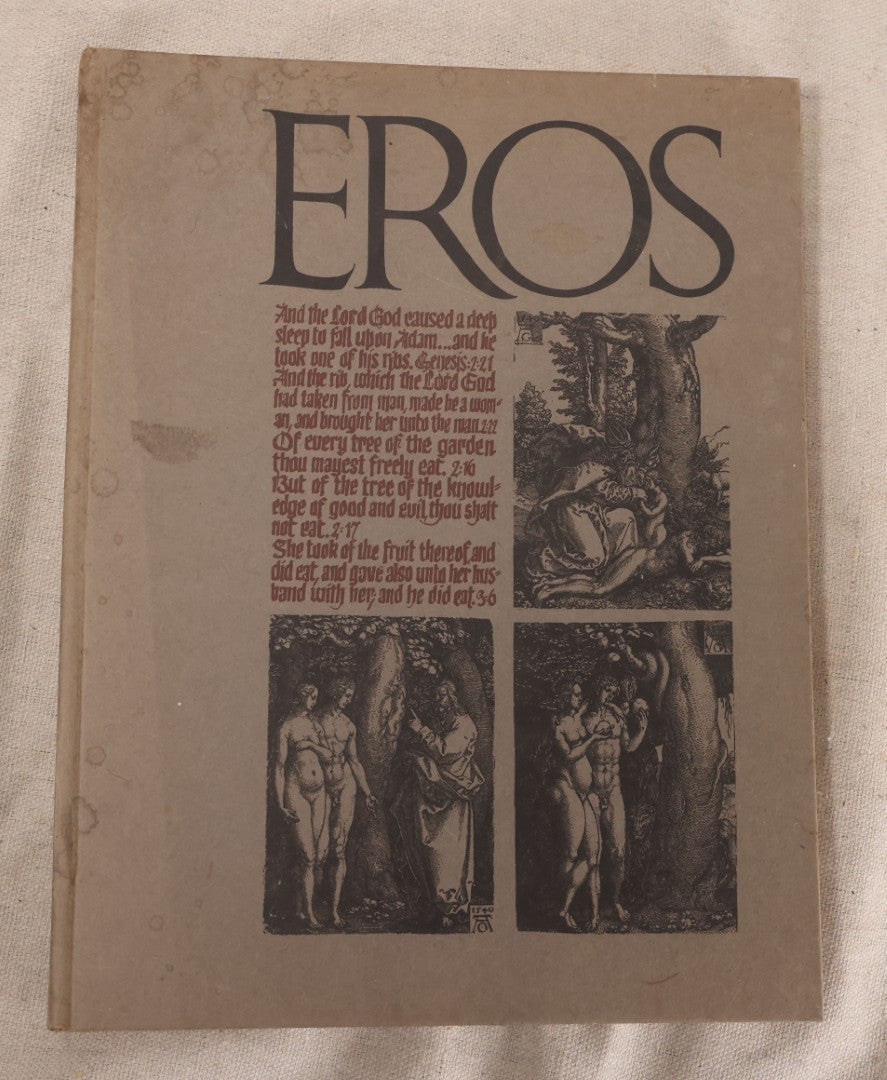 EROS
And the Lord God caused a deep
sleep to fall upon Adam...and he
took one of his ribs. Genesis:2:21
And the rib, which the Lord God
had taken from man, made he a wom-
an, and brought her unto the man. 2:22
Of every tree of the garden
thou mayest freely eat. 2:16
But of the tree of the knowl-
edge of good and evil, thou shalt
not eat. 2:17
She took of the fruit thereof, and
did eat, and gave also unto her hus-
band with her; and he did eat. 3:6
G
1540